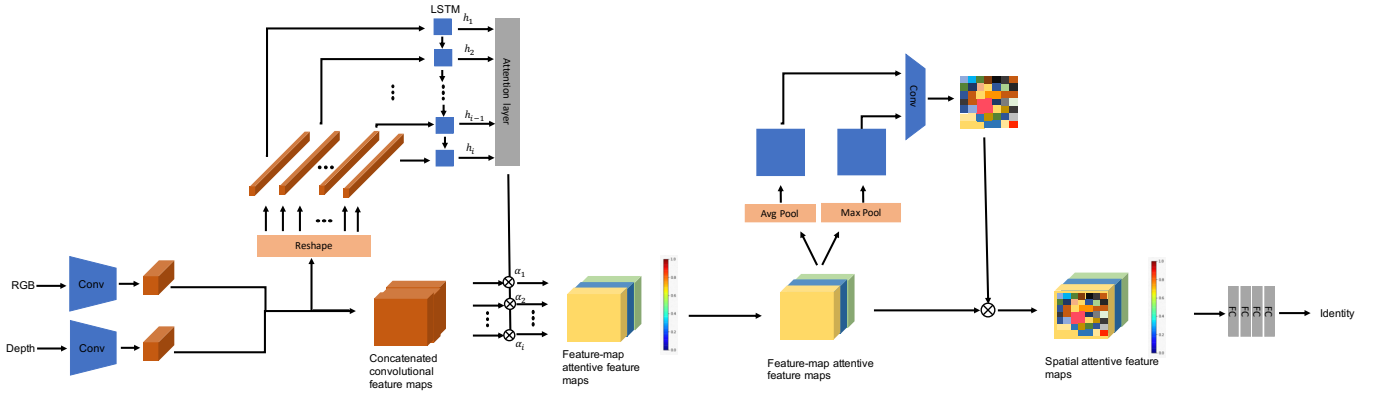 LSTM
h₁
h₂
hᵢ₋₁
hᵢ
Attention layer
Reshape
RGB
Conv
Depth
Conv
Concatenated
convolutional
feature maps
α₁
α₂
αᵢ
Feature-map
attentive feature
maps
Avg Pool
Max Pool
Conv
Feature-map attentive
feature maps
Spatial attentive feature
maps
FC
FC
FC
FC
Identity